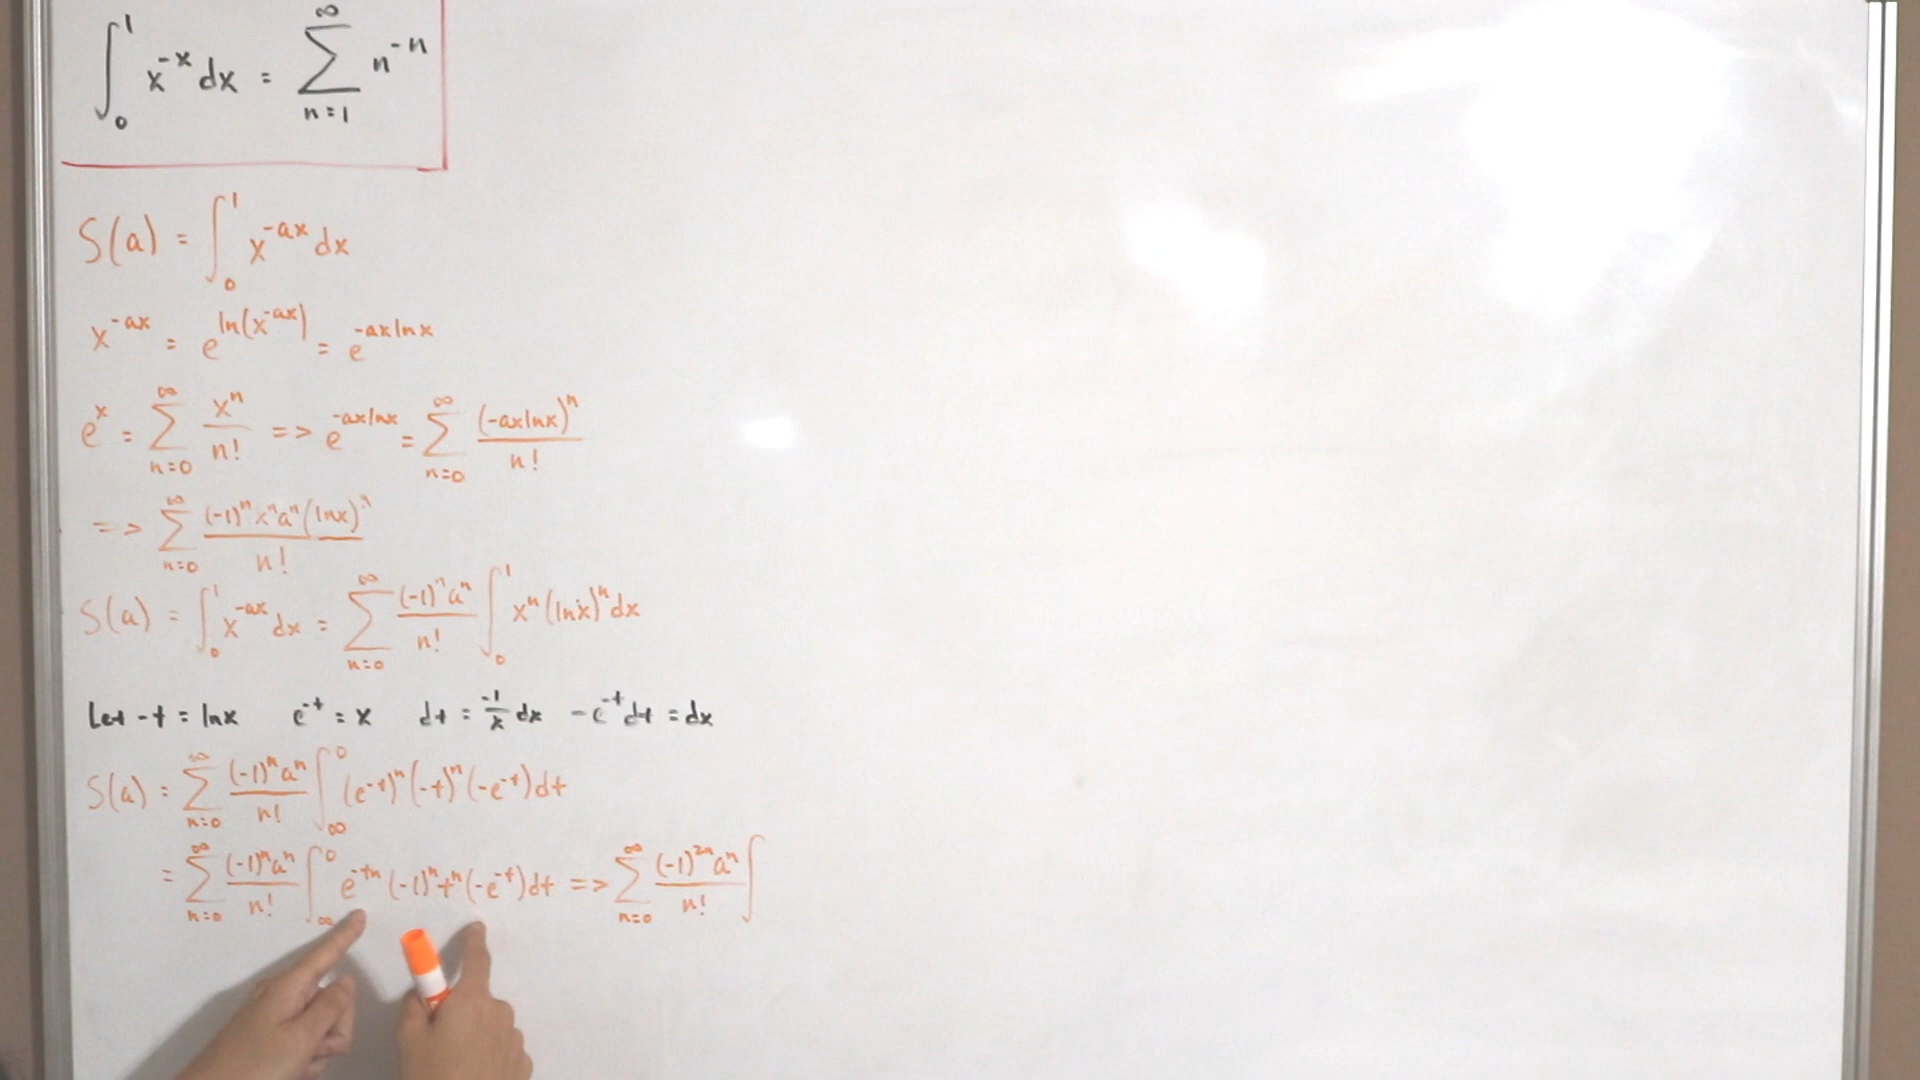 ∫₀¹ x⁻ˣ dx = ∑ₙ₌₁^∞ n⁻ⁿ
S(a) = ∫₀¹ x^{-ax} dx
x^{-ax} = e^{ln(x^{-ax})} = e^{-ax ln x}
e^x = ∑_{n=0}^∞ x^n / n! => e^{-ax ln x} = ∑_{n=0}^∞ (-ax ln x)^n / n!
=> ∑_{n=0}^∞ (-1)^n x^n a^n (ln x)^n / n!
S(a) = ∫₀¹ x^{-ax} dx = ∑_{n=0}^∞ (-1)^n a^n / n! ∫₀¹ x^n (ln x)^n dx
Let -t = ln x e^{-t} = x dt = -1/x dx -e^{-t} dt = dx
S(a) = ∑_{n=0}^∞ (-1)^n a^n / n! ∫_∞^0 (e^{-t})^n (-t)^n (-e^{-t}) dt
= ∑_{n=0}^∞ (-1)^n a^n / n! ∫_∞^0 e^{-tn} (-1)^n t^n (-e^{-t}) dt => ∑_{n=0}^∞ (-1)^{2n} a^n / n! ∫